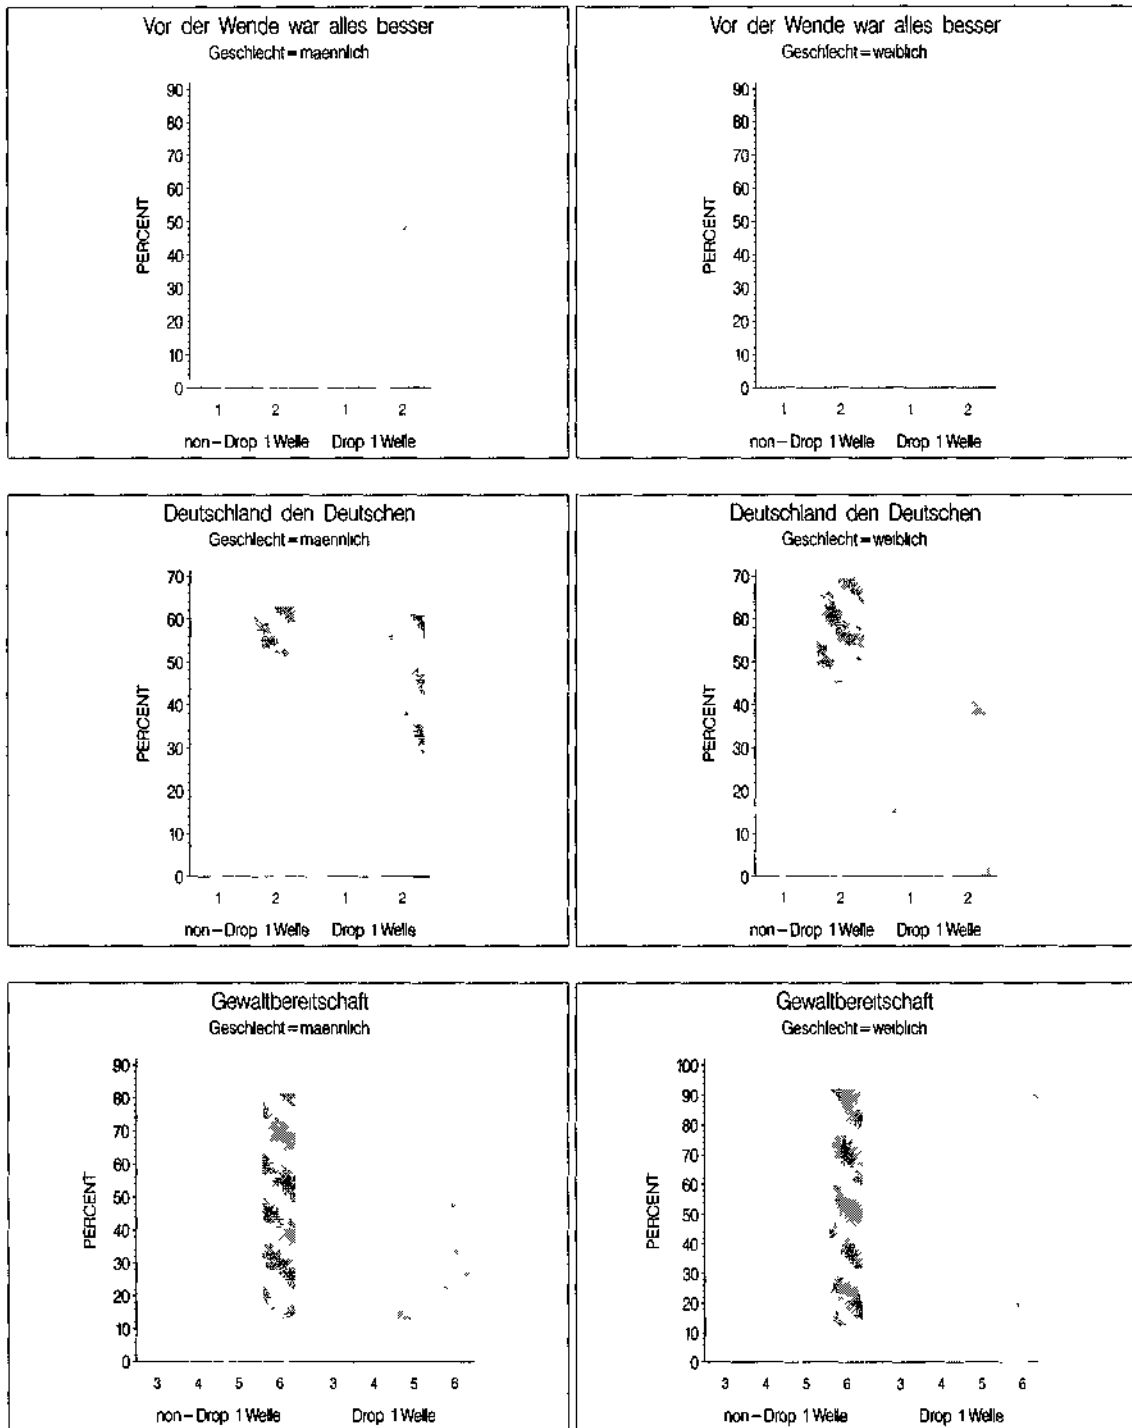 Vor der Wende war alles besser
Geschlecht=maennlich
PERCENT
90
80
70
60
50
40
30
20
10
0
1 2 1 2
non-Drop 1 Welle Drop 1 Welle
Vor der Wende war alles besser
Geschlecht=weiblich
PERCENT
90
80
70
60
50
40
30
20
10
0
1 2 1 2
non-Drop 1 Welle Drop 1 Welle
Deutschland den Deutschen
Geschlecht=maennlich
PERCENT
70
60
50
40
30
20
10
0
1 2 1 2
non-Drop 1 Welle Drop 1 Welle
Deutschland den Deutschen
Geschlecht=weiblich
PERCENT
70
60
50
40
30
20
10
0
1 2 1 2
non-Drop 1 Welle Drop 1 Welle
Gewaltbereitschaft
Geschlecht=maennlich
PERCENT
90
80
70
60
50
40
30
20
10
0
3 4 5 6 3 4 5 6
non-Drop 1 Welle Drop 1 Welle
Gewaltbereitschaft
Geschlecht=weiblich
PERCENT
100
90
80
70
60
50
40
30
20
10
0
3 4 5 6 3 4 5 6
non-Drop 1 Welle Drop 1 Welle